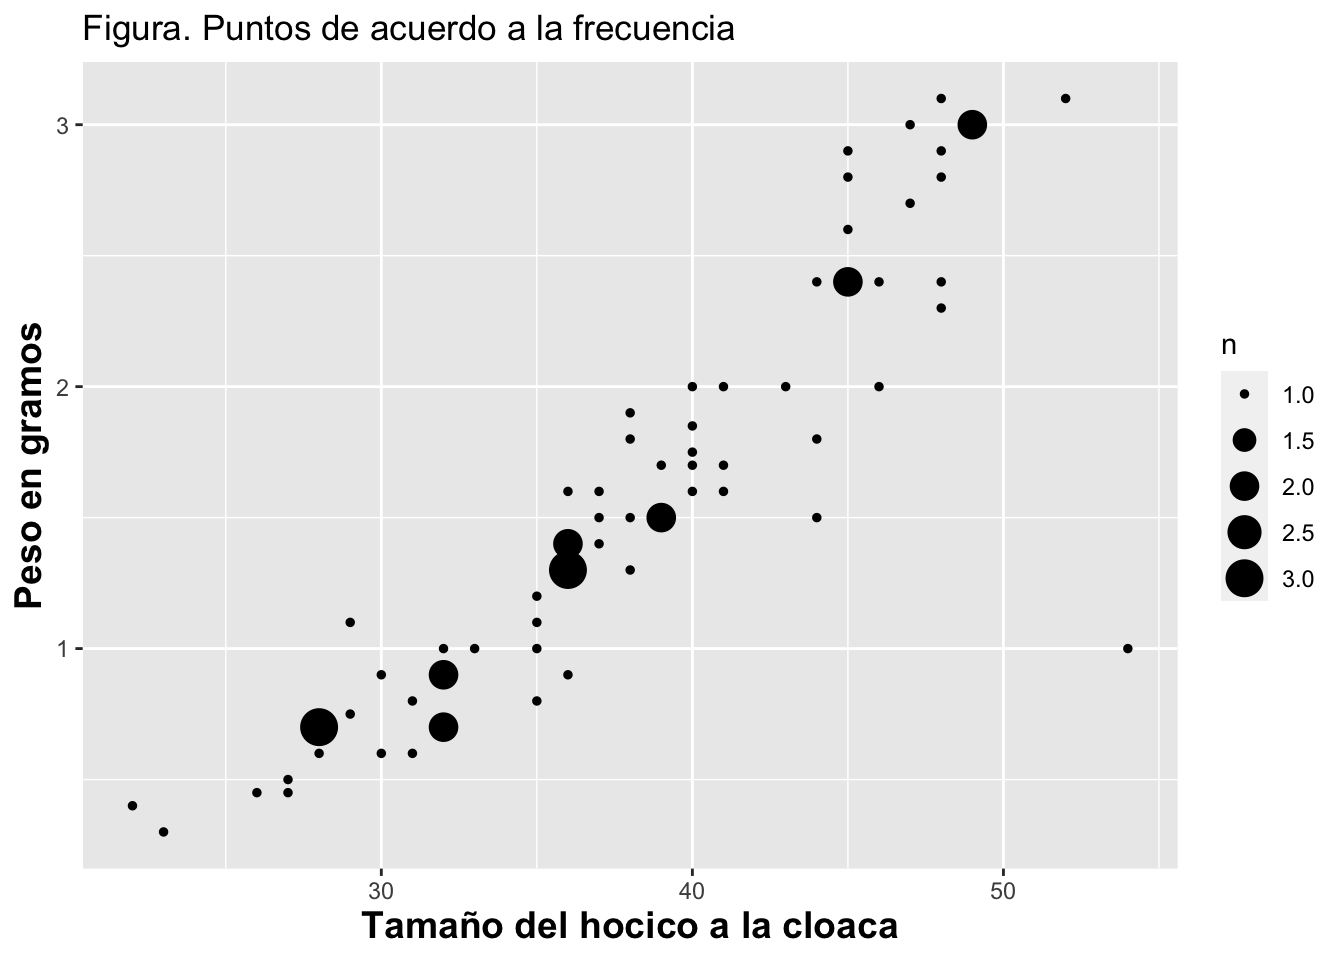 Figura. Puntos de acuerdo a la frecuencia
3
2
1
Peso en gramos
30 40 50
Tamaño del hocico a la cloaca
n
1.0
1.5
2.0
2.5
3.0